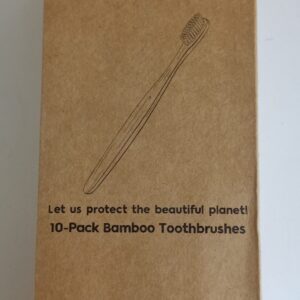 Let us protect the beautiful planet!
10-Pack Bamboo Toothbrushes